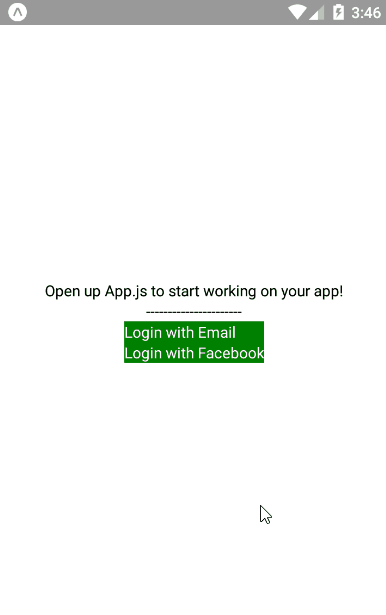 3:46
Open up App.js to start working on your app!
----------------------
Login with Email
Login with Facebook